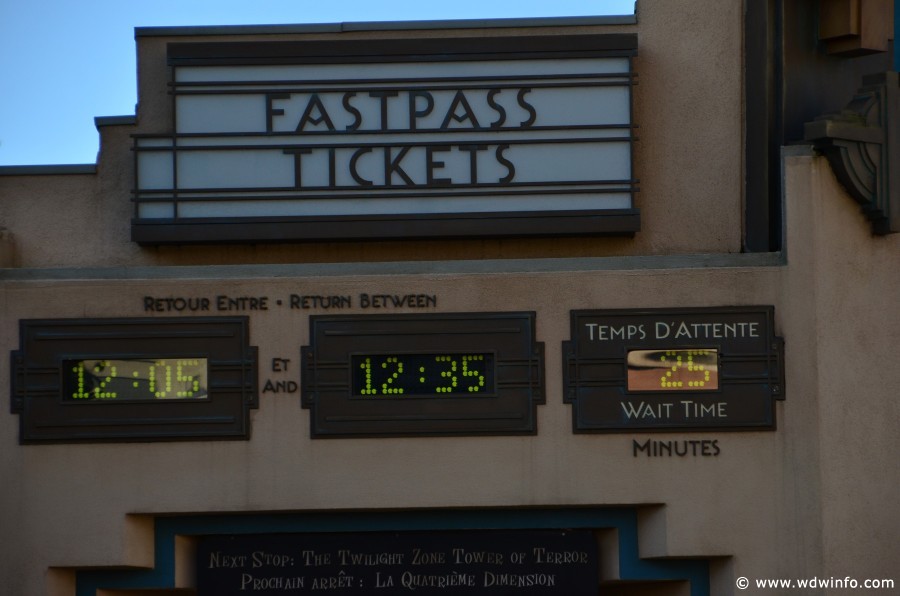 FASTPASS
TICKETS
RETOUR ENTRE • RETURN BETWEEN
12:05
ET
AND
12:35
TEMPS D'ATTENTE
25
WAIT TIME
MINUTES
NEXT STOP: THE TWILIGHT ZONE TOWER OF TERROR
PROCHAIN ARRÊT : LA QUATRIÈME DIMENSION
© www.wdwinfo.com